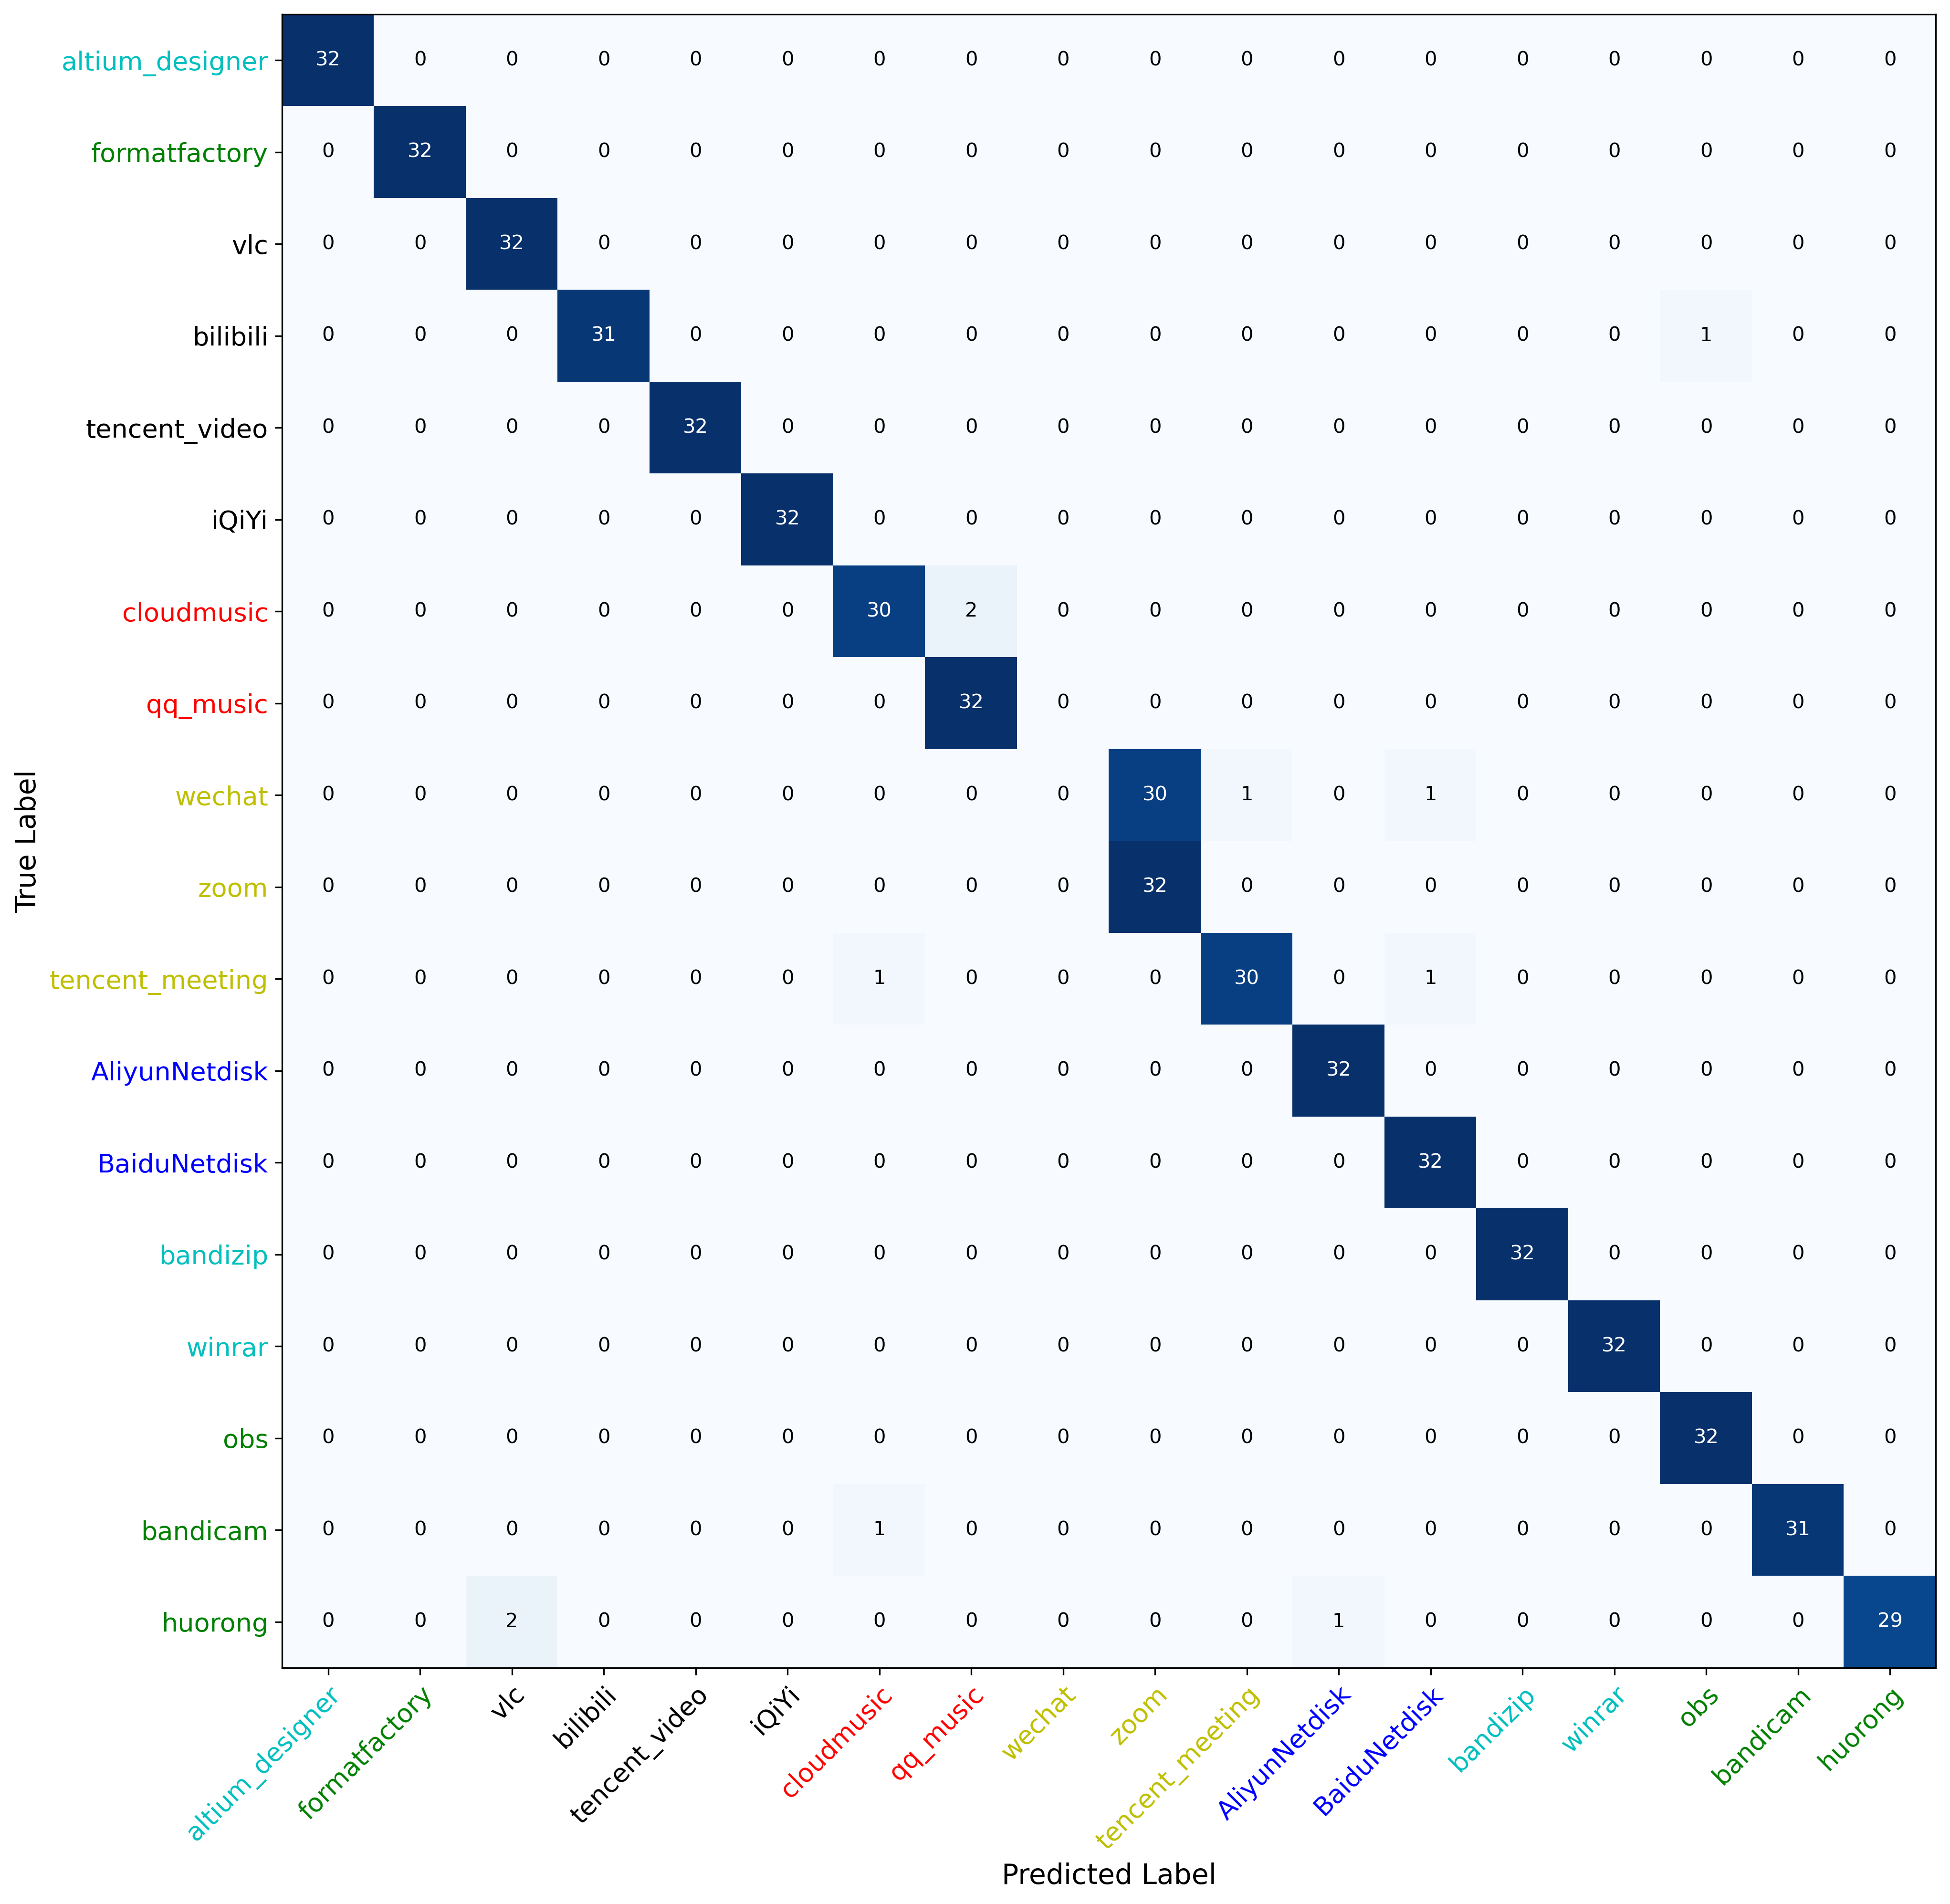 altium_designer 32 0 0 0 0 0 0 0 0 0 0 0 0 0 0 0 0 0
formatfactory 0 32 0 0 0 0 0 0 0 0 0 0 0 0 0 0 0 0
vlc 0 0 32 0 0 0 0 0 0 0 0 0 0 0 0 0 0 0
bilibili 0 0 0 31 0 0 0 0 0 0 0 0 0 0 0 1 0 0
tencent_video 0 0 0 0 32 0 0 0 0 0 0 0 0 0 0 0 0 0
iQiYi 0 0 0 0 0 32 0 0 0 0 0 0 0 0 0 0 0 0
cloudmusic 0 0 0 0 0 0 30 2 0 0 0 0 0 0 0 0 0 0
qq_music 0 0 0 0 0 0 0 32 0 0 0 0 0 0 0 0 0 0
wechat 0 0 0 0 0 0 0 0 0 30 1 0 1 0 0 0 0 0
zoom 0 0 0 0 0 0 0 0 0 32 0 0 0 0 0 0 0 0
tencent_meeting 0 0 0 0 0 0 1 0 0 0 30 0 1 0 0 0 0 0
AliyunNetdisk 0 0 0 0 0 0 0 0 0 0 0 32 0 0 0 0 0 0
BaiduNetdisk 0 0 0 0 0 0 0 0 0 0 0 0 32 0 0 0 0 0
bandizip 0 0 0 0 0 0 0 0 0 0 0 0 0 32 0 0 0 0
winrar 0 0 0 0 0 0 0 0 0 0 0 0 0 0 32 0 0 0
obs 0 0 0 0 0 0 0 0 0 0 0 0 0 0 0 32 0 0
bandicam 0 0 0 0 0 0 1 0 0 0 0 0 0 0 0 0 31 0
huorong 0 0 2 0 0 0 0 0 0 0 0 1 0 0 0 0 0 29
True Label
altium_designer
formatfactory
vlc
bilibili
tencent_video
iQiYi
cloudmusic
qq_music
wechat
zoom
tencent_meeting
AliyunNetdisk
BaiduNetdisk
bandizip
winrar
obs
bandicam
huorong
Predicted Label